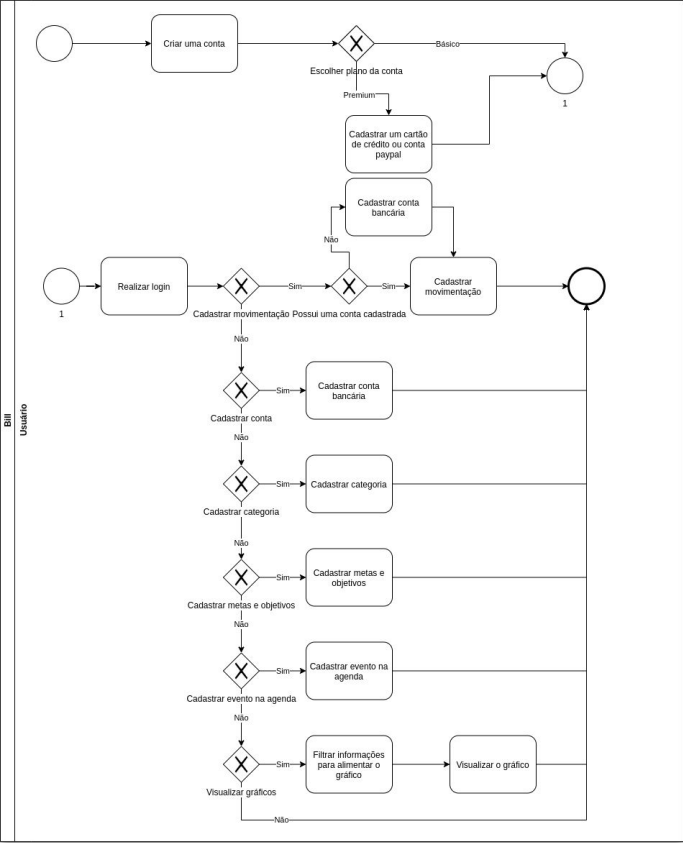 Bill
Usuário
Criar uma conta
Básico
Escolher plano da conta
Premium
1
Cadastrar um cartão
de crédito ou conta
paypal
Cadastrar conta
bancária
Não
Realizar login
Sim
Sim
Cadastrar
movimentação
1
Cadastrar movimentação
Possui uma conta cadastrada
Não
Sim
Cadastrar conta
bancária
Cadastrar conta
Não
Sim
Cadastrar categoria
Cadastrar categoria
Não
Sim
Cadastrar metas e
objetivos
Cadastrar metas e objetivos
Não
Sim
Cadastrar evento na
agenda
Cadastrar evento na agenda
Não
Sim
Filtrar informações
para alimentar o
gráfico
Visualizar o gráfico
Visualizar gráficos
Não